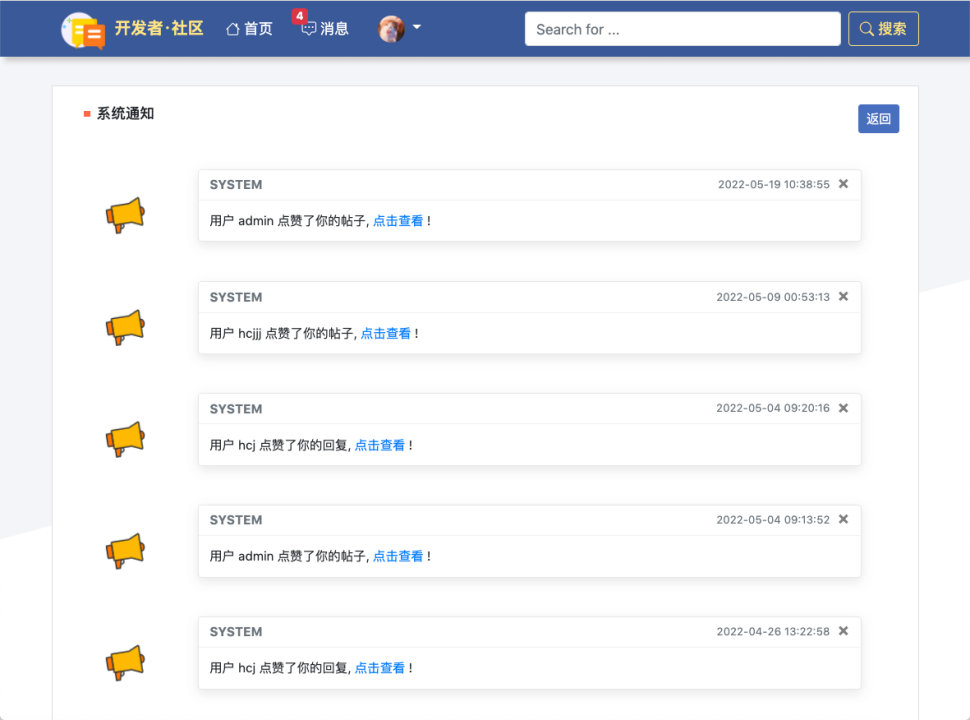 开发者·社区 首页 4 消息 Search for ... 搜索
系统通知 返回
SYSTEM 2022-05-19 10:38:55 ✕
用户 admin 点赞了你的帖子, 点击查看 !
SYSTEM 2022-05-09 00:53:13 ✕
用户 hcjjj 点赞了你的帖子, 点击查看 !
SYSTEM 2022-05-04 09:20:16 ✕
用户 hcj 点赞了你的回复, 点击查看 !
SYSTEM 2022-05-04 09:13:52 ✕
用户 admin 点赞了你的帖子, 点击查看 !
SYSTEM 2022-04-26 13:22:58 ✕
用户 hcj 点赞了你的回复, 点击查看 !